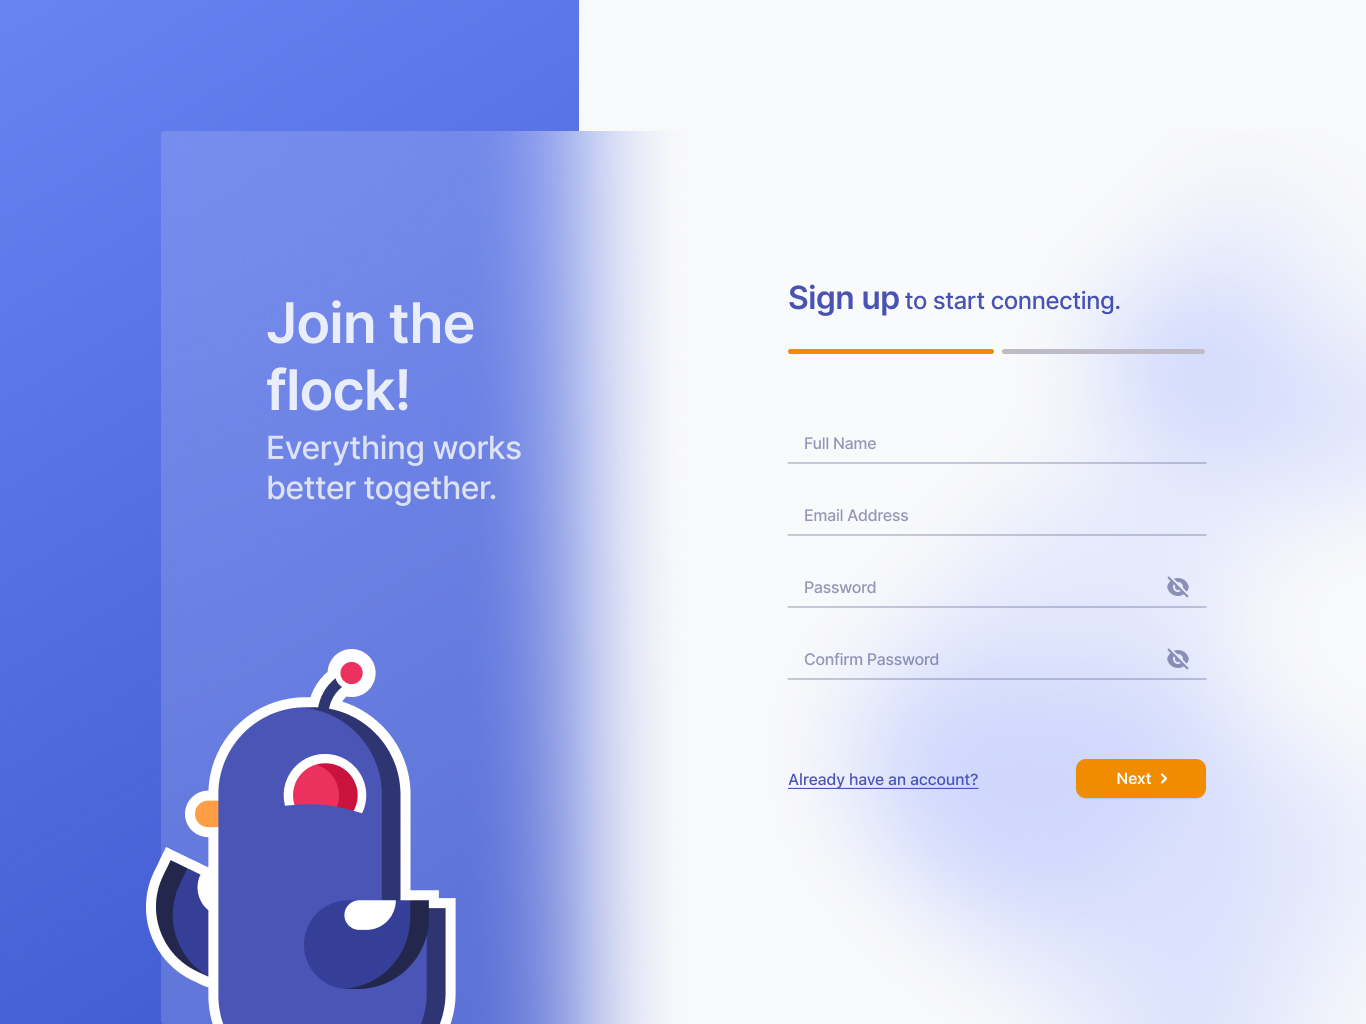 Join the
flock!
Everything works
better together.
Sign up to start connecting.
Full Name
Email Address
Password
Confirm Password
Already have an account?
Next